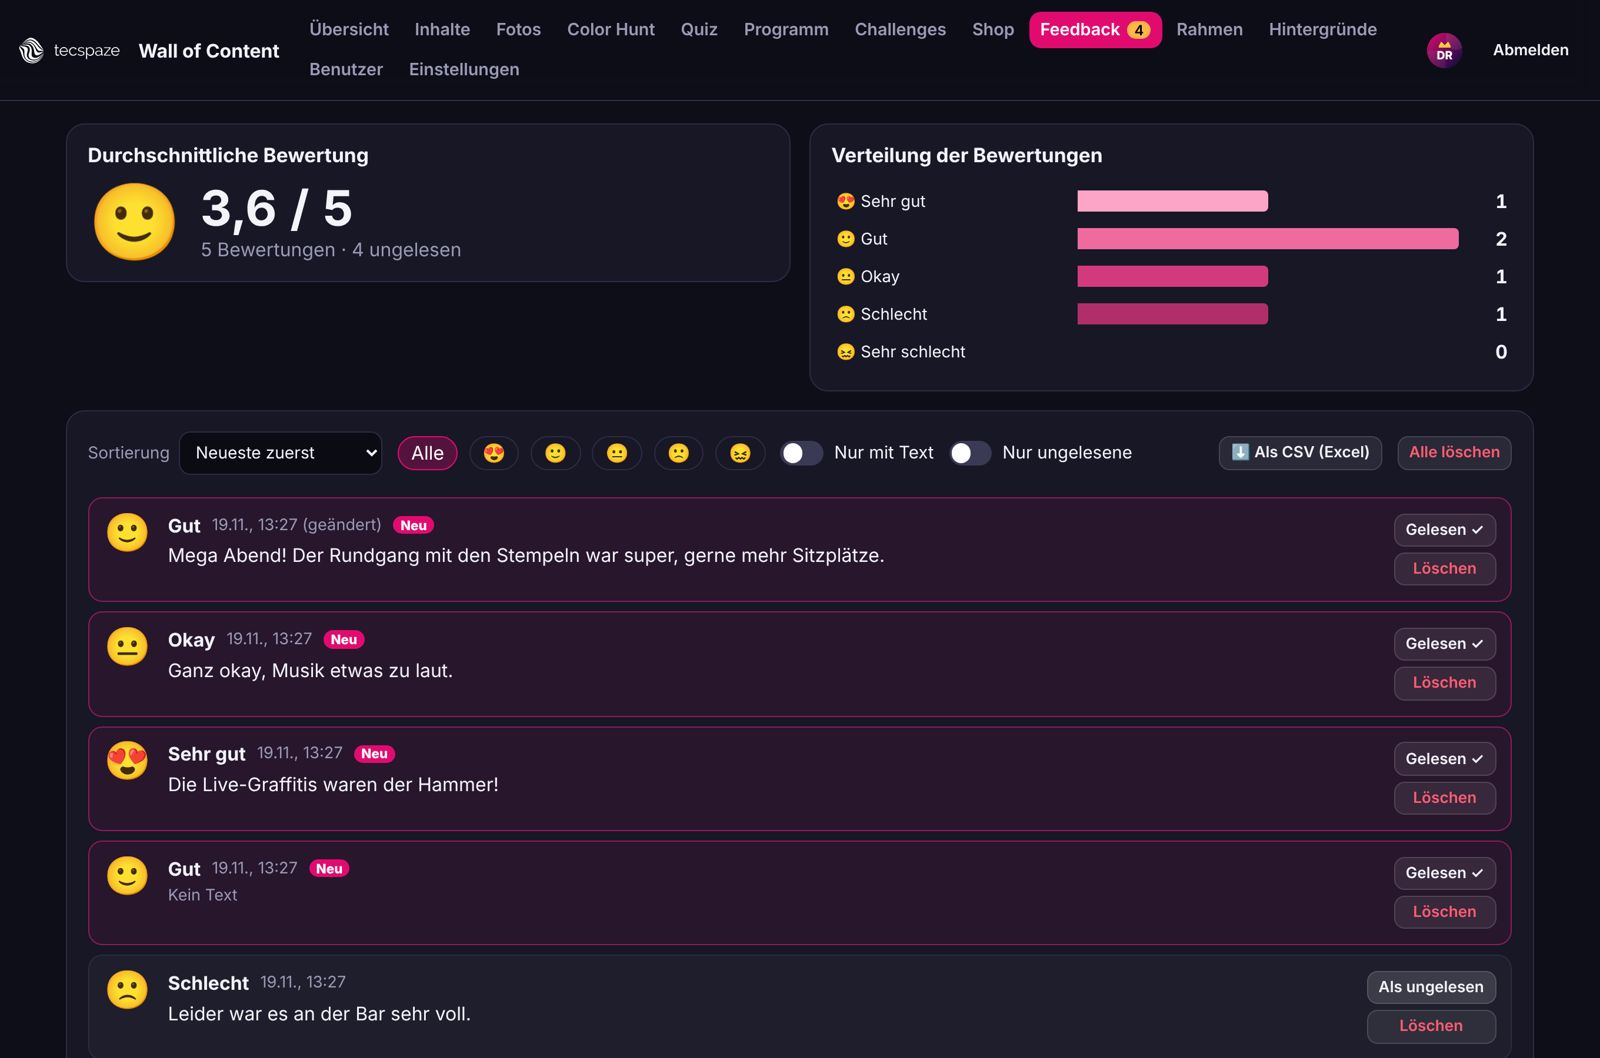 tecspaze Wall of Content
Übersicht Inhalte Fotos Color Hunt Quiz Programm Challenges Shop Feedback 4 Rahmen Hintergründe
Benutzer Einstellungen
DR
Abmelden
Durchschnittliche Bewertung
3,6 / 5
5 Bewertungen · 4 ungelesen
Verteilung der Bewertungen
Sehr gut 1
Gut 2
Okay 1
Schlecht 1
Sehr schlecht 0
Sortierung Neueste zuerst Alle Nur mit Text Nur ungelesene Als CSV (Excel) Alle löschen
Gut 19.11., 13:27 (geändert) Neu
Mega Abend! Der Rundgang mit den Stempeln war super, gerne mehr Sitzplätze.
Gelesen ✓
Löschen
Okay 19.11., 13:27 Neu
Ganz okay, Musik etwas zu laut.
Gelesen ✓
Löschen
Sehr gut 19.11., 13:27 Neu
Die Live-Graffitis waren der Hammer!
Gelesen ✓
Löschen
Gut 19.11., 13:27 Neu
Kein Text
Gelesen ✓
Löschen
Schlecht 19.11., 13:27
Leider war es an der Bar sehr voll.
Als ungelesen
Löschen